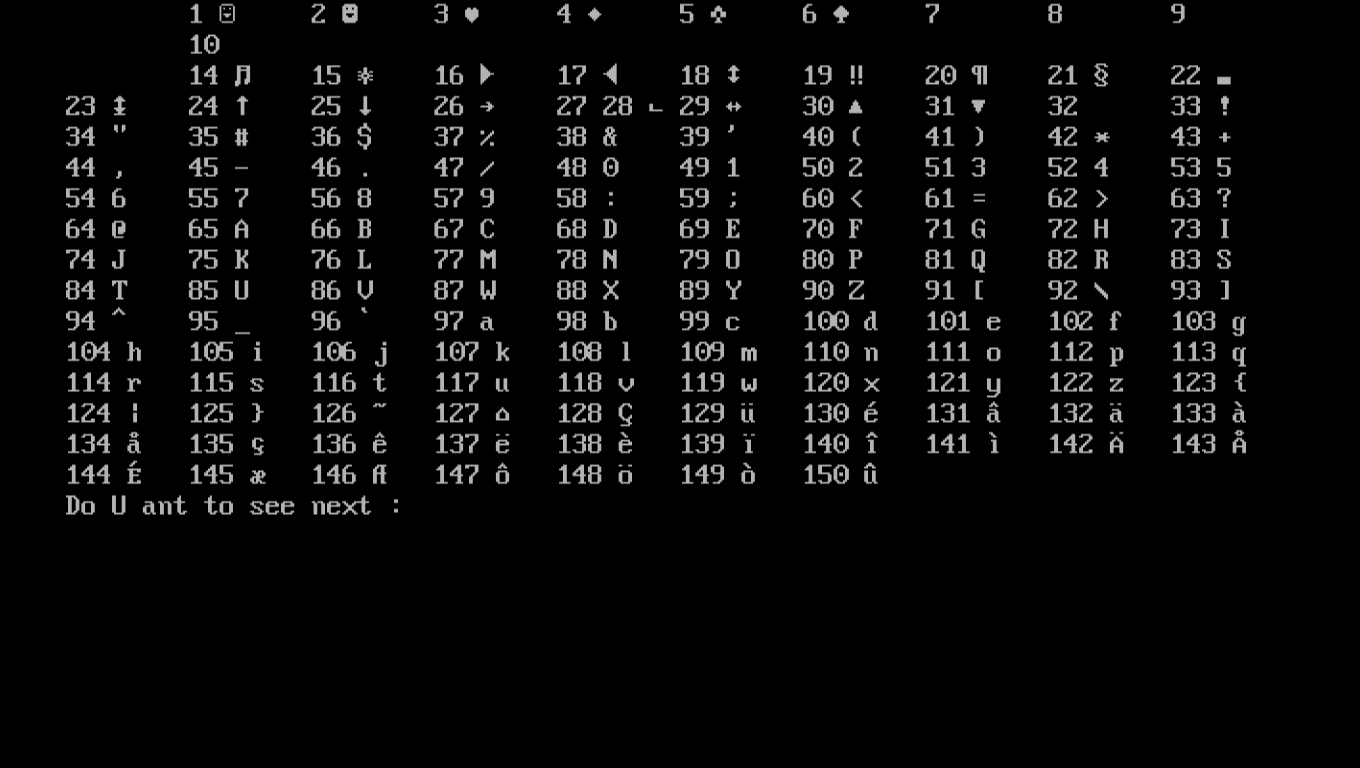 1 ☺ 2 ☻ 3 ♥ 4 ♦ 5 ♣ 6 ♠ 7 8 9
10
14 ♫ 15 ☼ 16 ► 17 ◄ 18 ↕ 19 ‼ 20 ¶ 21 § 22 ▬
23 ↨ 24 ↑ 25 ↓ 26 → 27 28 ∟ 29 ↔ 30 ▲ 31 ▼ 32 33 !
34 " 35 # 36 $ 37 % 38 & 39 ' 40 ( 41 ) 42 * 43 +
44 , 45 - 46 . 47 / 48 0 49 1 50 2 51 3 52 4 53 5
54 6 55 7 56 8 57 9 58 : 59 ; 60 < 61 = 62 > 63 ?
64 @ 65 A 66 B 67 C 68 D 69 E 70 F 71 G 72 H 73 I
74 J 75 K 76 L 77 M 78 N 79 O 80 P 81 Q 82 R 83 S
84 T 85 U 86 V 87 W 88 X 89 Y 90 Z 91 [ 92 \ 93 ]
94 ^ 95 _ 96 ` 97 a 98 b 99 c 100 d 101 e 102 f 103 g
104 h 105 i 106 j 107 k 108 l 109 m 110 n 111 o 112 p 113 q
114 r 115 s 116 t 117 u 118 v 119 w 120 x 121 y 122 z 123 {
124 ¦ 125 } 126 ~ 127 ⌂ 128 Ç 129 ü 130 é 131 â 132 ä 133 à
134 å 135 ç 136 ê 137 ë 138 è 139 ï 140 î 141 ì 142 Ä 143 Å
144 É 145 æ 146 Æ 147 ô 148 ö 149 ò 150 û
Do U ant to see next :